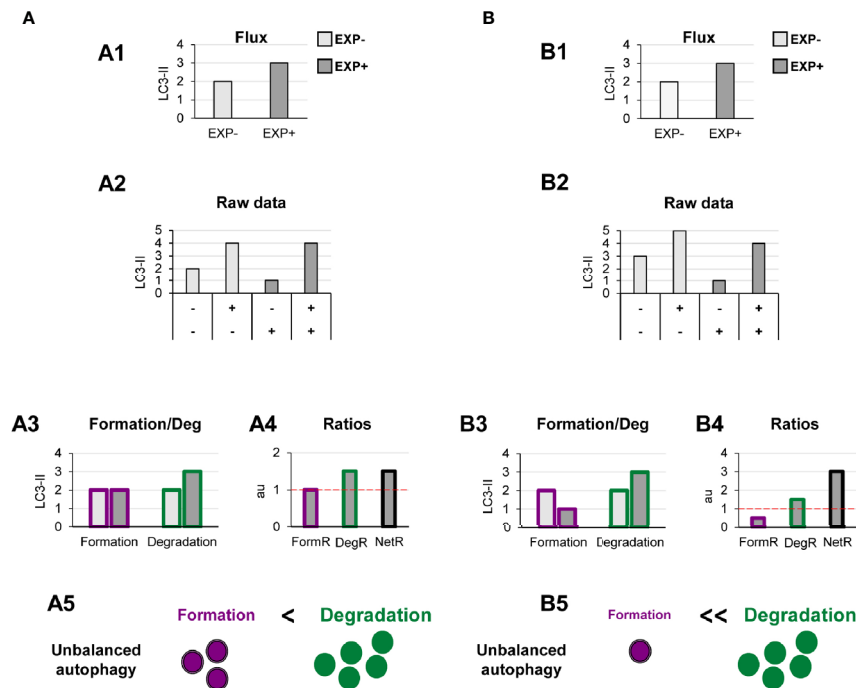 A
A1
Flux
EXP-
EXP+
LC3-II
4
3
2
1
0
EXP- EXP+
A2
Raw data
LC3-II
5
4
3
2
1
0
- + - +
- - + +
A3
Formation/Deg
LC3-II
4
3
2
1
0
Formation Degradation
A4
Ratios
au
2
1
0
FormR DegR NetR
A5
Formation < Degradation
Unbalanced
autophagy
B
B1
Flux
EXP-
EXP+
LC3-II
4
3
2
1
0
EXP- EXP+
B2
Raw data
LC3-II
5
4
3
2
1
0
- + - +
- - + +
B3
Formation/Deg
LC3-II
4
3
2
1
0
Formation Degradation
B4
Ratios
au
4
3
2
1
0
FormR DegR NetR
B5
Formation << Degradation
Unbalanced
autophagy